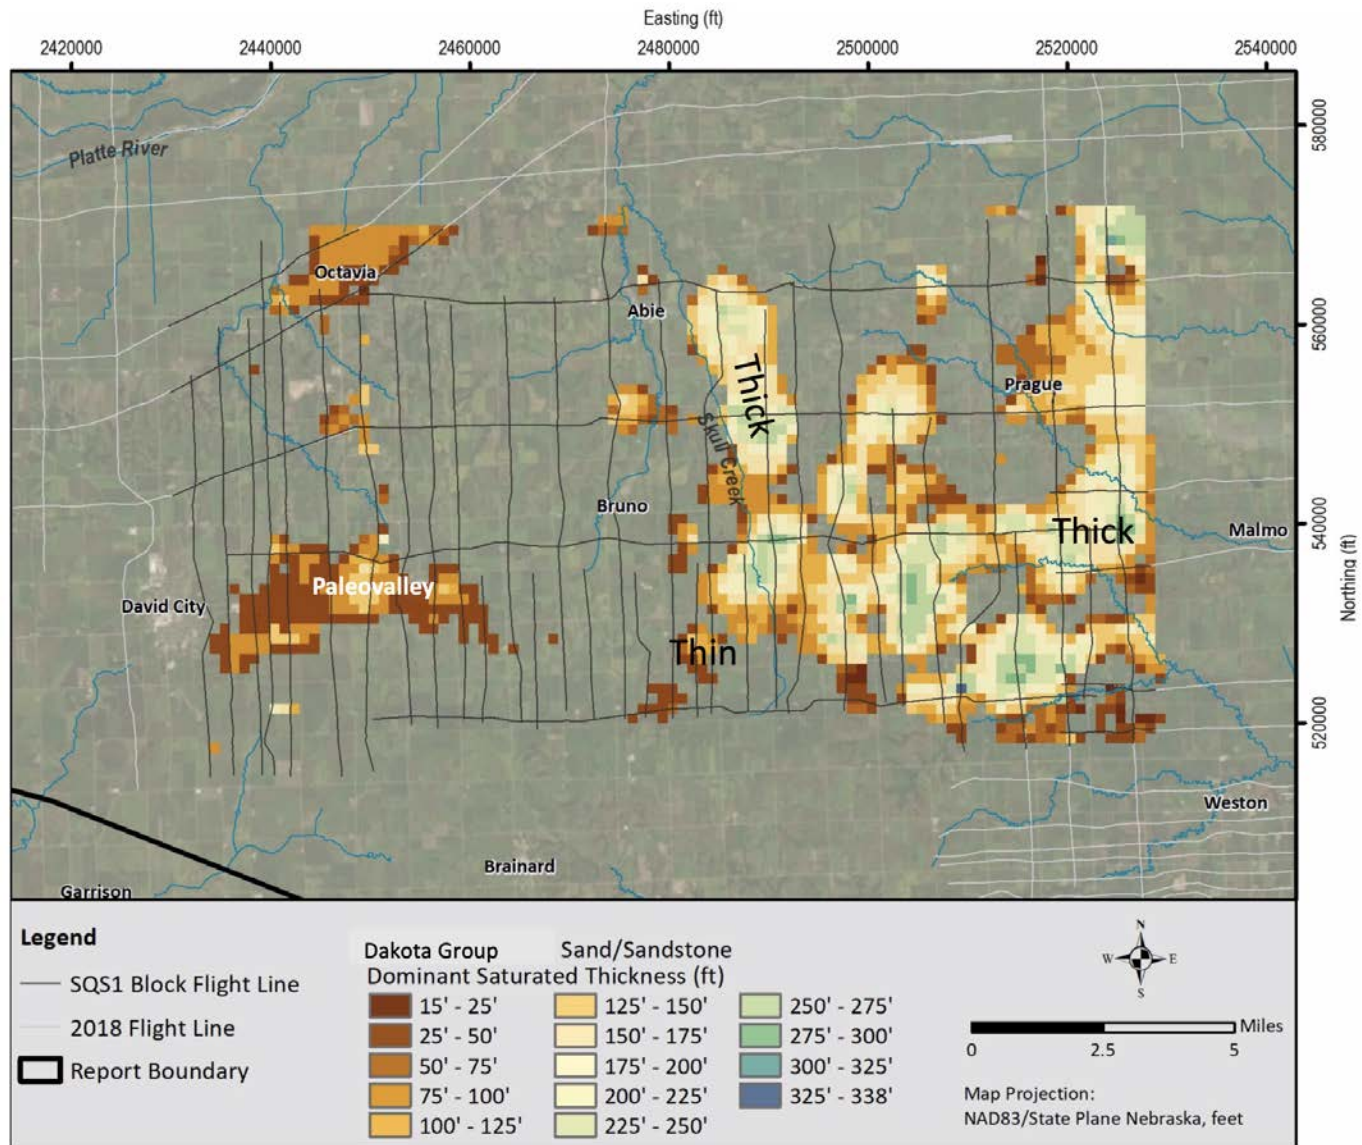 Easting (ft)
2420000 2440000 2460000 2480000 2500000 2520000 2540000
580000
Platte River
Octavia
Abie
560000
Thick
Prague
Skull Creek
Bruno
540000
Thick
Malmo
Northing (ft)
Paleovalley
David City
Thin
520000
Weston
Brainard
Garrison
Legend
SQS1 Block Flight Line
2018 Flight Line
Report Boundary
Dakota Group Sand/Sandstone
Dominant Saturated Thickness (ft)
15' - 25'
25' - 50'
50' - 75'
75' - 100'
100' - 125'
125' - 150'
150' - 175'
175' - 200'
200' - 225'
225' - 250'
250' - 275'
275' - 300'
300' - 325'
325' - 338'
N
W E
S
Miles
0 2.5 5
Map Projection:
NAD83/State Plane Nebraska, feet